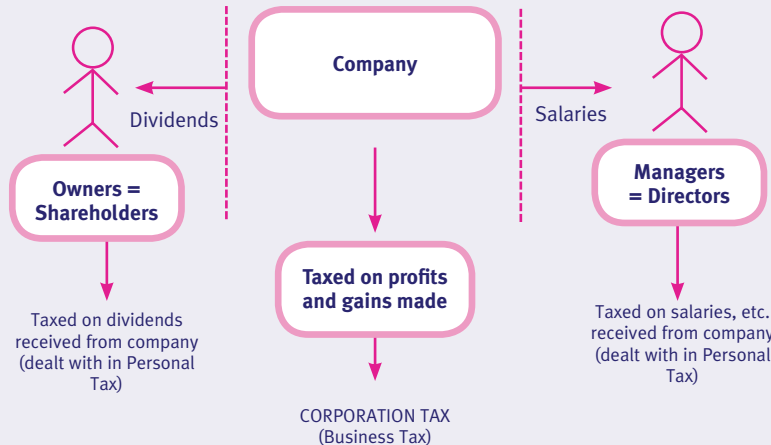 Company
Dividends
Salaries
Owners =
Shareholders
Managers
= Directors
Taxed on profits
and gains made
Taxed on dividends
received from company
(dealt with in Personal
Tax)
Taxed on salaries, etc.
received from company
(dealt with in Personal
Tax)
CORPORATION TAX
(Business Tax)